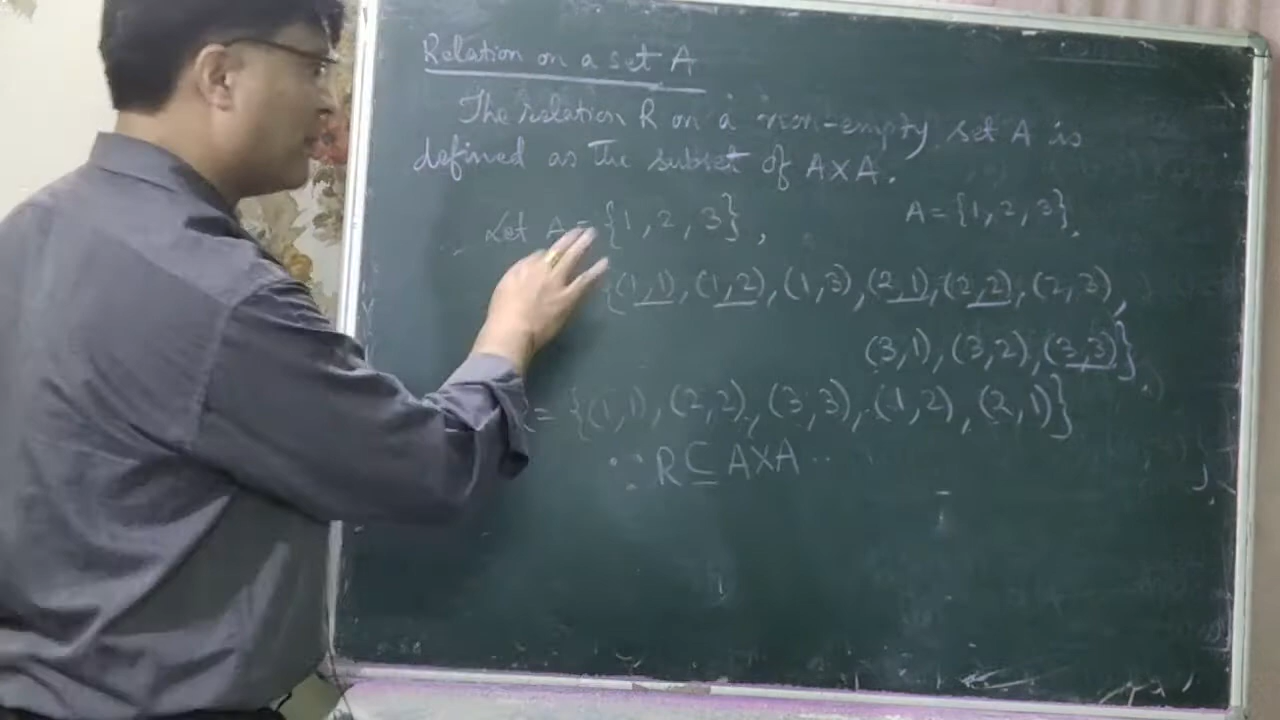 Relation on a set A
The relation R on a non-empty set A is
defined as the subset of A×A.
Let A = {1, 2, 3}, A = {1, 2, 3}.
{(1,1), (1,2), (1,3), (2,1), (2,2), (2,3),
(3,1), (3,2), (3,3)}
= {(1,1), (2,2), (3,3), (1,2), (2,1)}
∵ R ⊆ A×A